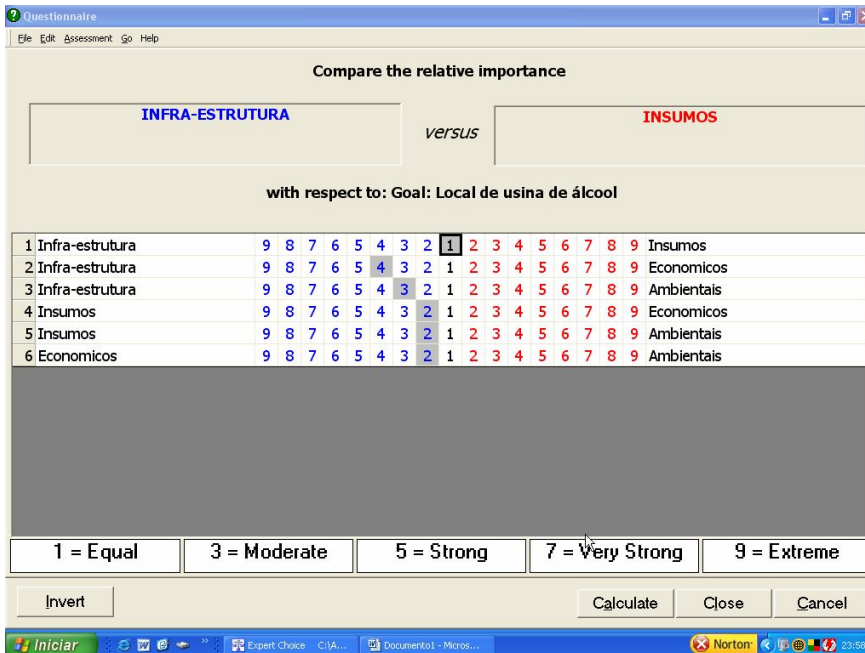 Questionnaire
File Edit Assessment Go Help
Compare the relative importance
INFRA-ESTRUTURA
versus
INSUMOS
with respect to: Goal: Local de usina de álcool
1 Infra-estrutura 9 8 7 6 5 4 3 2 1 2 3 4 5 6 7 8 9 Insumos
2 Infra-estrutura 9 8 7 6 5 4 3 2 1 2 3 4 5 6 7 8 9 Economicos
3 Infra-estrutura 9 8 7 6 5 4 3 2 1 2 3 4 5 6 7 8 9 Ambientais
4 Insumos 9 8 7 6 5 4 3 2 1 2 3 4 5 6 7 8 9 Economicos
5 Insumos 9 8 7 6 5 4 3 2 1 2 3 4 5 6 7 8 9 Ambientais
6 Economicos 9 8 7 6 5 4 3 2 1 2 3 4 5 6 7 8 9 Ambientais
1 = Equal 3 = Moderate 5 = Strong 7 = Very Strong 9 = Extreme
Invert Calculate Close Cancel
Iniciar » Expert Choice C:\A... Documento1 - Micros... Norton 23:58